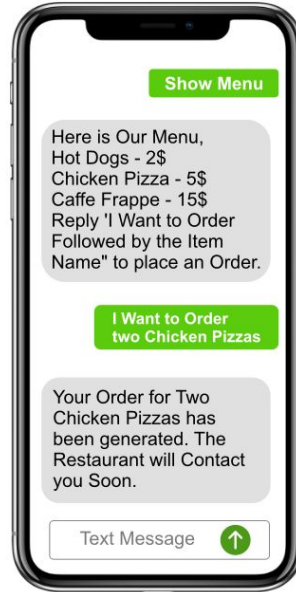 Show Menu
Here is Our Menu,
Hot Dogs - 2$
Chicken Pizza - 5$
Caffe Frappe - 15$
Reply 'I Want to Order
Followed by the Item
Name" to place an Order.
I Want to Order
two Chicken Pizzas
Your Order for Two
Chicken Pizzas has
been generated. The
Restaurant will Contact
you Soon.
Text Message